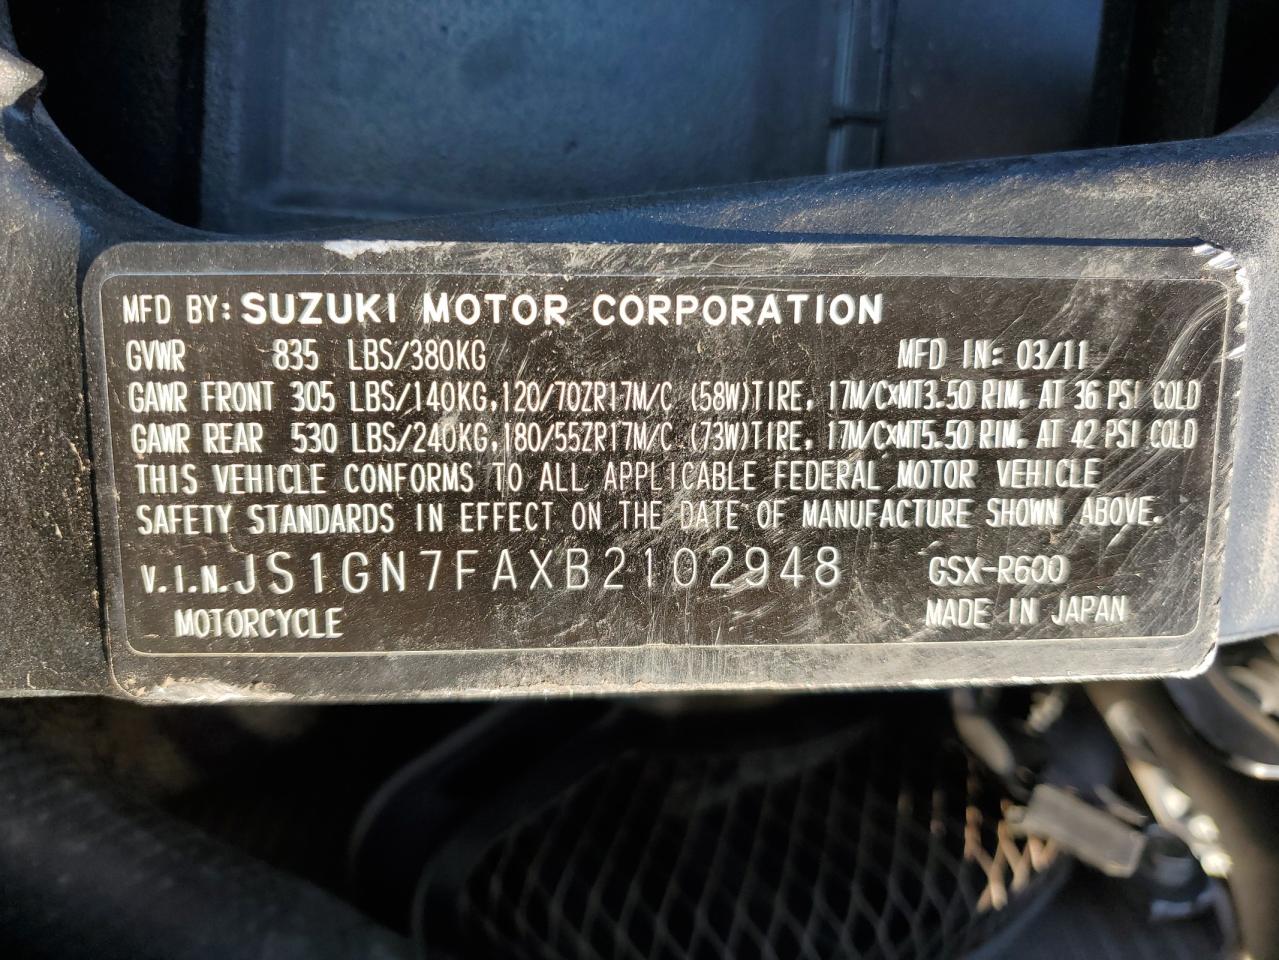 MFD BY: SUZUKI MOTOR CORPORATION
GVWR 835 LBS/380KG MFD IN: 03/11
GAWR FRONT 305 LBS/140KG,120/70ZR17M/C (58W)TIRE, 17M/C×MT3.50 RIM, AT 36 PSI COLD
GAWR REAR 530 LBS/240KG,180/55ZR17M/C (73W)TIRE, 17M/C×MT5.50 RIM, AT 42 PSI COLD
THIS VEHICLE CONFORMS TO ALL APPLICABLE FEDERAL MOTOR VEHICLE
SAFETY STANDARDS IN EFFECT ON THE DATE OF MANUFACTURE SHOWN ABOVE.
V.I.N. JS1GN7FAXB2102948 GSX-R600
MOTORCYCLE MADE IN JAPAN